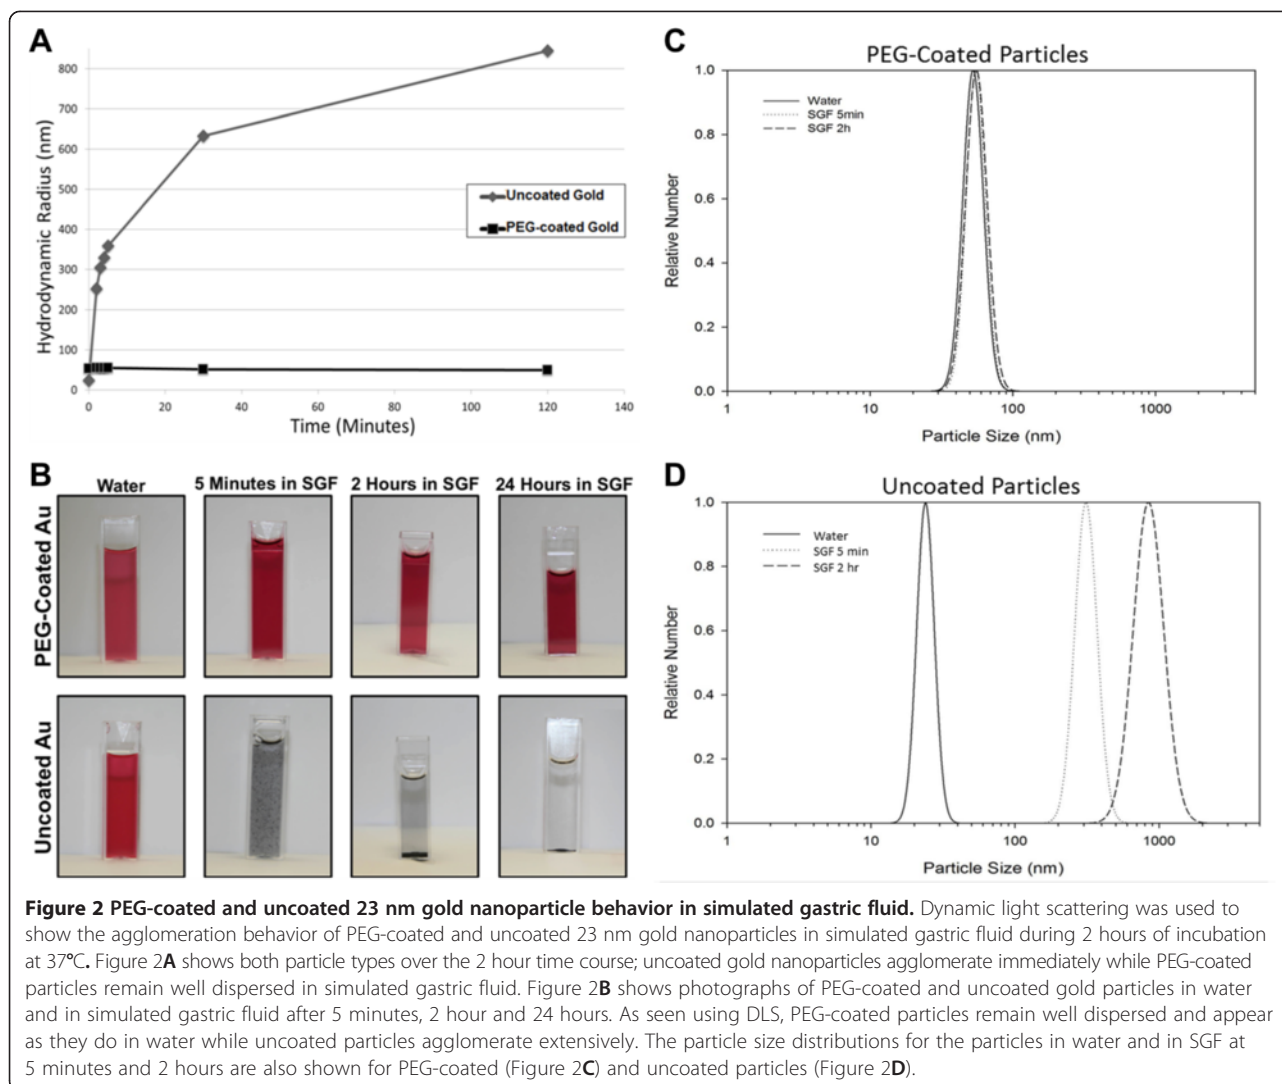 A
Hydrodynamic Radius (nm)
800
700
600
500
400
300
200
100
0
0 20 40 60 80 100 120 140
Time (Minutes)
Uncoated Gold
PEG-coated Gold
C
PEG-Coated Particles
Water
SGF 5min
SGF 2h
Relative Number
1.0
0.8
0.6
0.4
0.2
0.0
1 10 100 1000
Particle Size (nm)
B
Water 5 Minutes in SGF 2 Hours in SGF 24 Hours in SGF
PEG-Coated Au
Uncoated Au
D
Uncoated Particles
Water
SGF 5 min
SGF 2 hr
Relative Number
1.0
0.8
0.6
0.4
0.2
0.0
1 10 100 1000
Particle Size (nm)
Figure 2 PEG-coated and uncoated 23 nm gold nanoparticle behavior in simulated gastric fluid. Dynamic light scattering was used to
show the agglomeration behavior of PEG-coated and uncoated 23 nm gold nanoparticles in simulated gastric fluid during 2 hours of incubation
at 37°C. Figure 2A shows both particle types over the 2 hour time course; uncoated gold nanoparticles agglomerate immediately while PEG-coated
particles remain well dispersed in simulated gastric fluid. Figure 2B shows photographs of PEG-coated and uncoated gold particles in water
and in simulated gastric fluid after 5 minutes, 2 hour and 24 hours. As seen using DLS, PEG-coated particles remain well dispersed and appear
as they do in water while uncoated particles agglomerate extensively. The particle size distributions for the particles in water and in SGF at
5 minutes and 2 hours are also shown for PEG-coated (Figure 2C) and uncoated particles (Figure 2D).